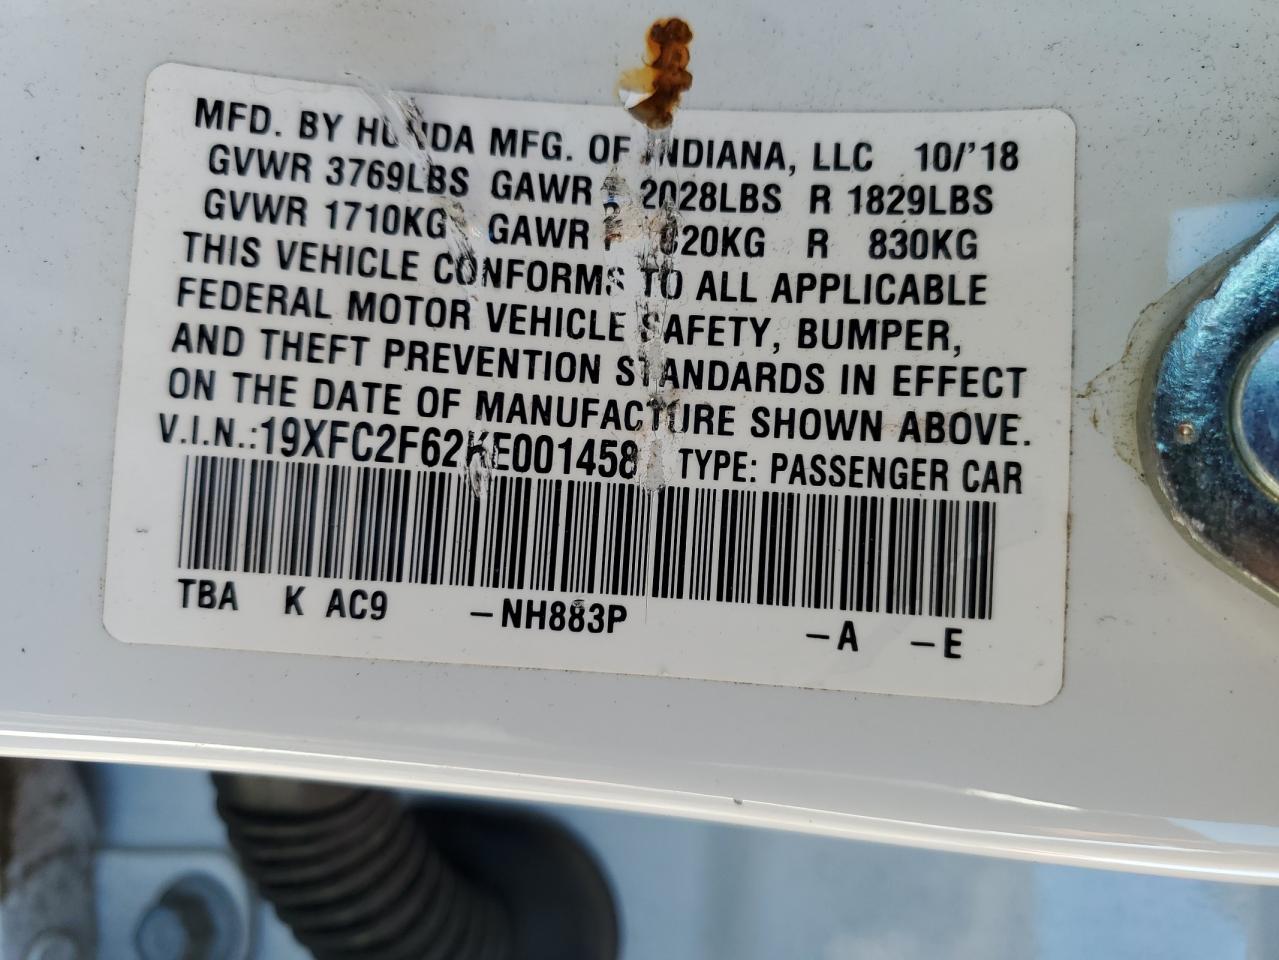 MFD. BY HONDA MFG. OF INDIANA, LLC 10/'18
GVWR 3769LBS GAWR F 2028LBS R 1829LBS
GVWR 1710KG GAWR F 920KG R 830KG
THIS VEHICLE CONFORMS TO ALL APPLICABLE
FEDERAL MOTOR VEHICLE SAFETY, BUMPER,
AND THEFT PREVENTION STANDARDS IN EFFECT
ON THE DATE OF MANUFACTURE SHOWN ABOVE.
V.I.N.:19XFC2F62KE001458 TYPE: PASSENGER CAR
TBA K AC9 -NH883P -A -E